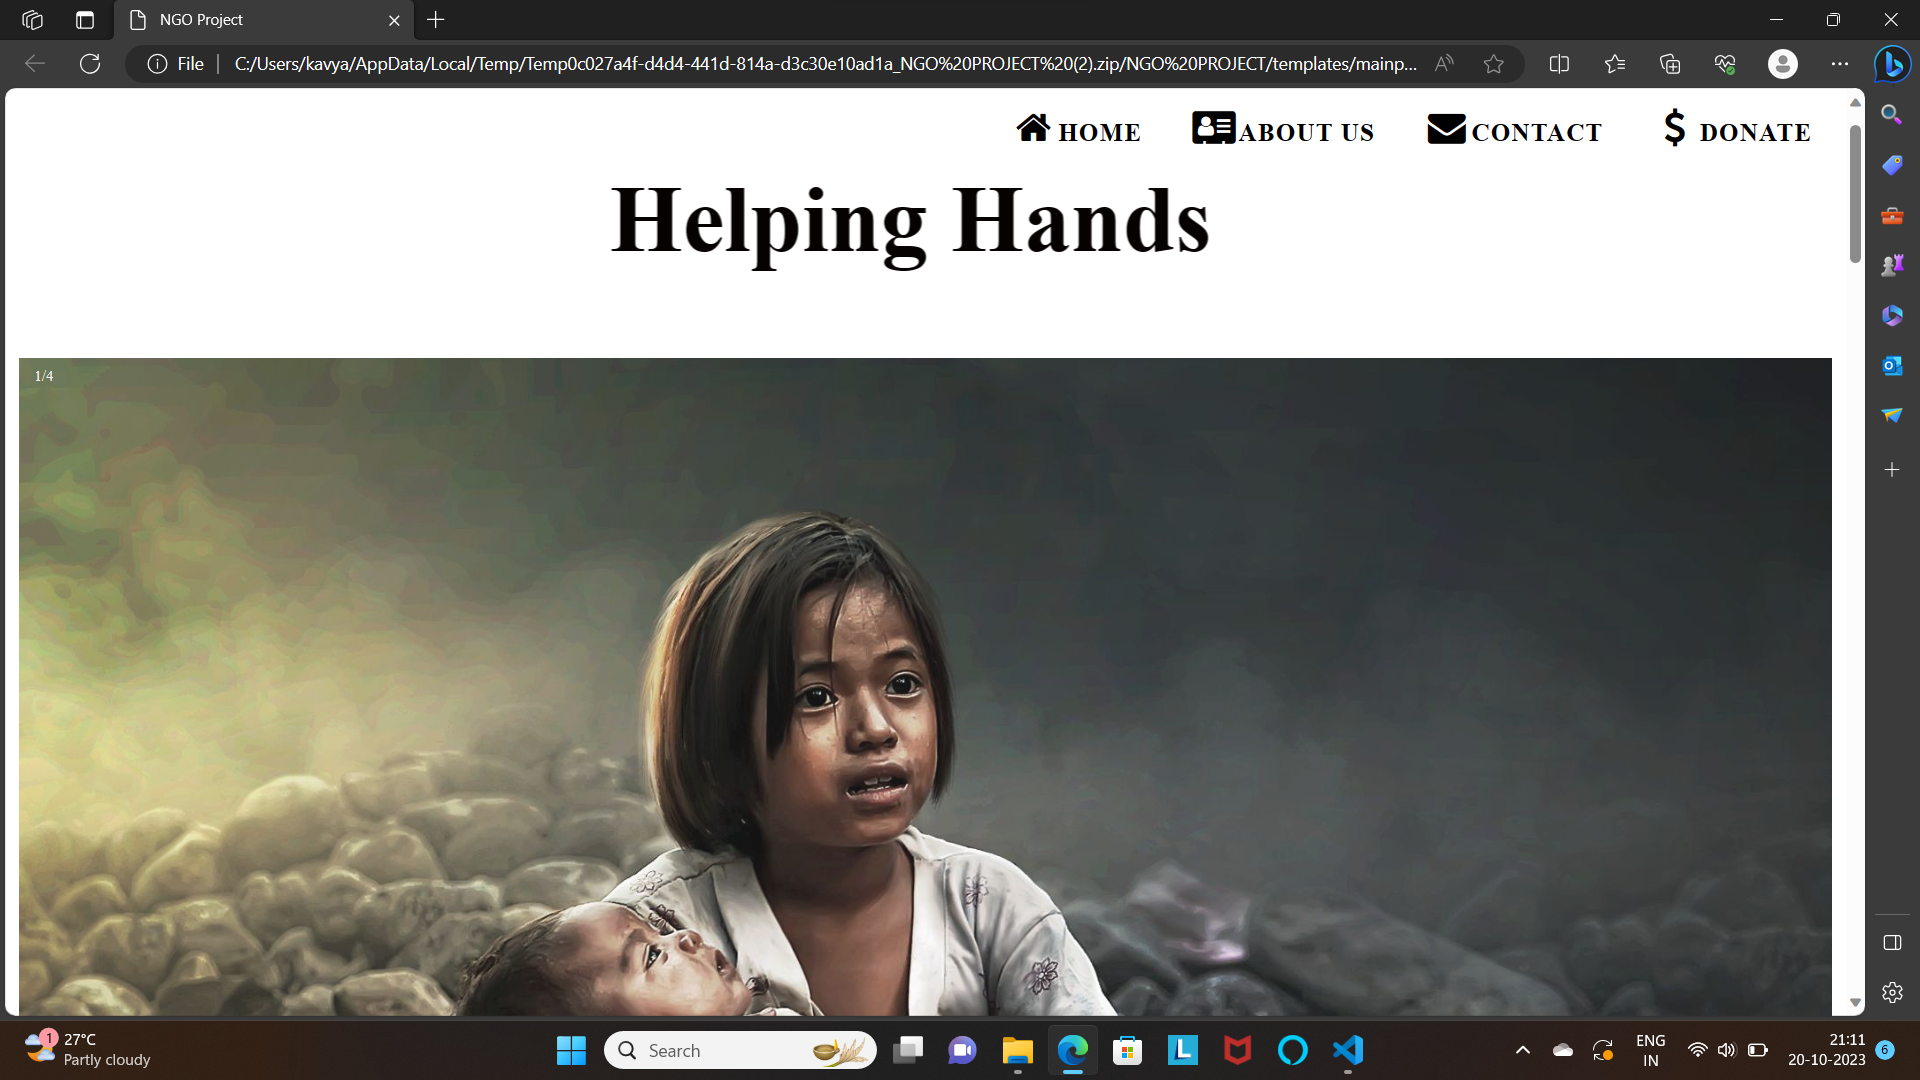 NGO Project
File
C:/Users/kavya/AppData/Local/Temp/Temp0c027a4f-d4d4-441d-814a-d3c30e10ad1a_NGO%20PROJECT%20(2).zip/NGO%20PROJECT/templates/mainp...
HOME ABOUT US CONTACT DONATE
Helping Hands
1/4
1
27°C
Partly cloudy
Search
ENG
IN
21:11
20-10-2023
6